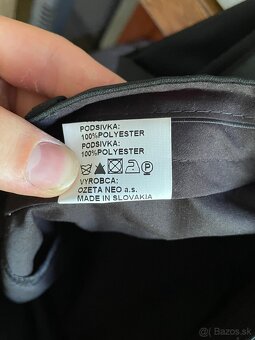 PODSIVKA:
100%POLYESTER
PODSIVKA:
100%POLYESTER
VYROBCA:
OZETA NEO a.s.
MADE IN SLOVAKIA
© Bazos.sk